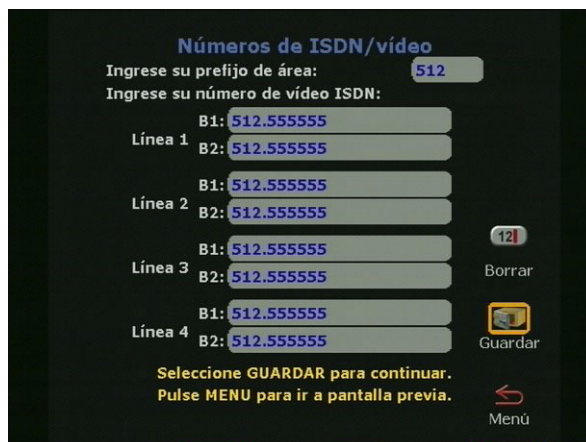 Números de ISDN/vídeo
Ingrese su prefijo de área: 512
Ingrese su número de vídeo ISDN:
Línea 1
B1: 512.555555
B2: 512.555555
Línea 2
B1: 512.555555
B2: 512.555555
Línea 3
B1: 512.555555
B2: 512.555555
Línea 4
B1: 512.555555
B2: 512.555555
12
Borrar
Guardar
Seleccione GUARDAR para continuar.
Pulse MENU para ir a pantalla previa.
Menú